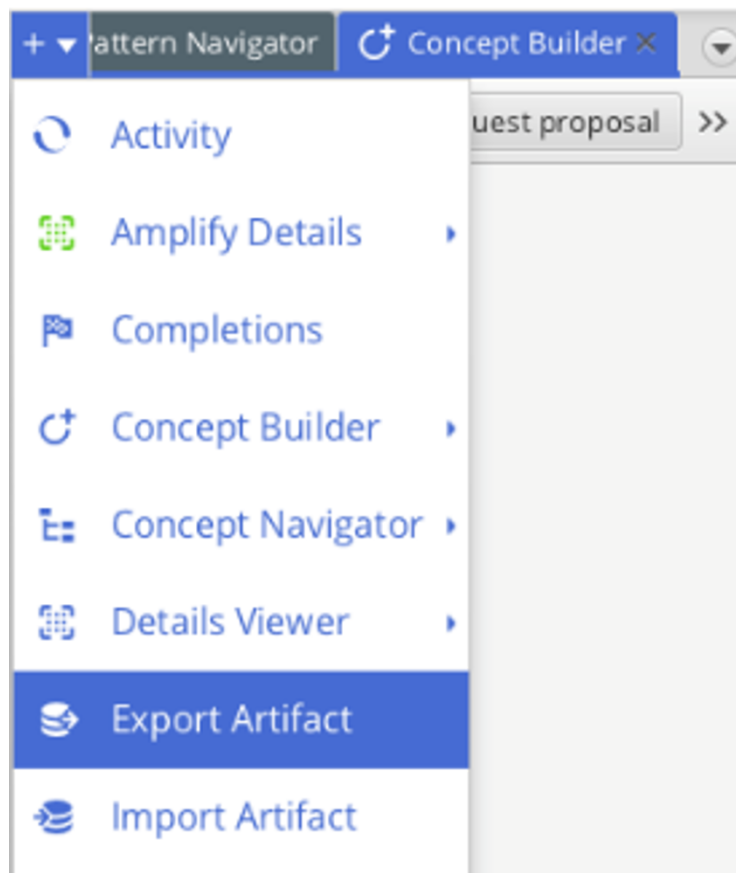 + attern Navigator Concept Builder ×
uest proposal >>
Activity
Amplify Details
Completions
Concept Builder
Concept Navigator
Details Viewer
Export Artifact
Import Artifact